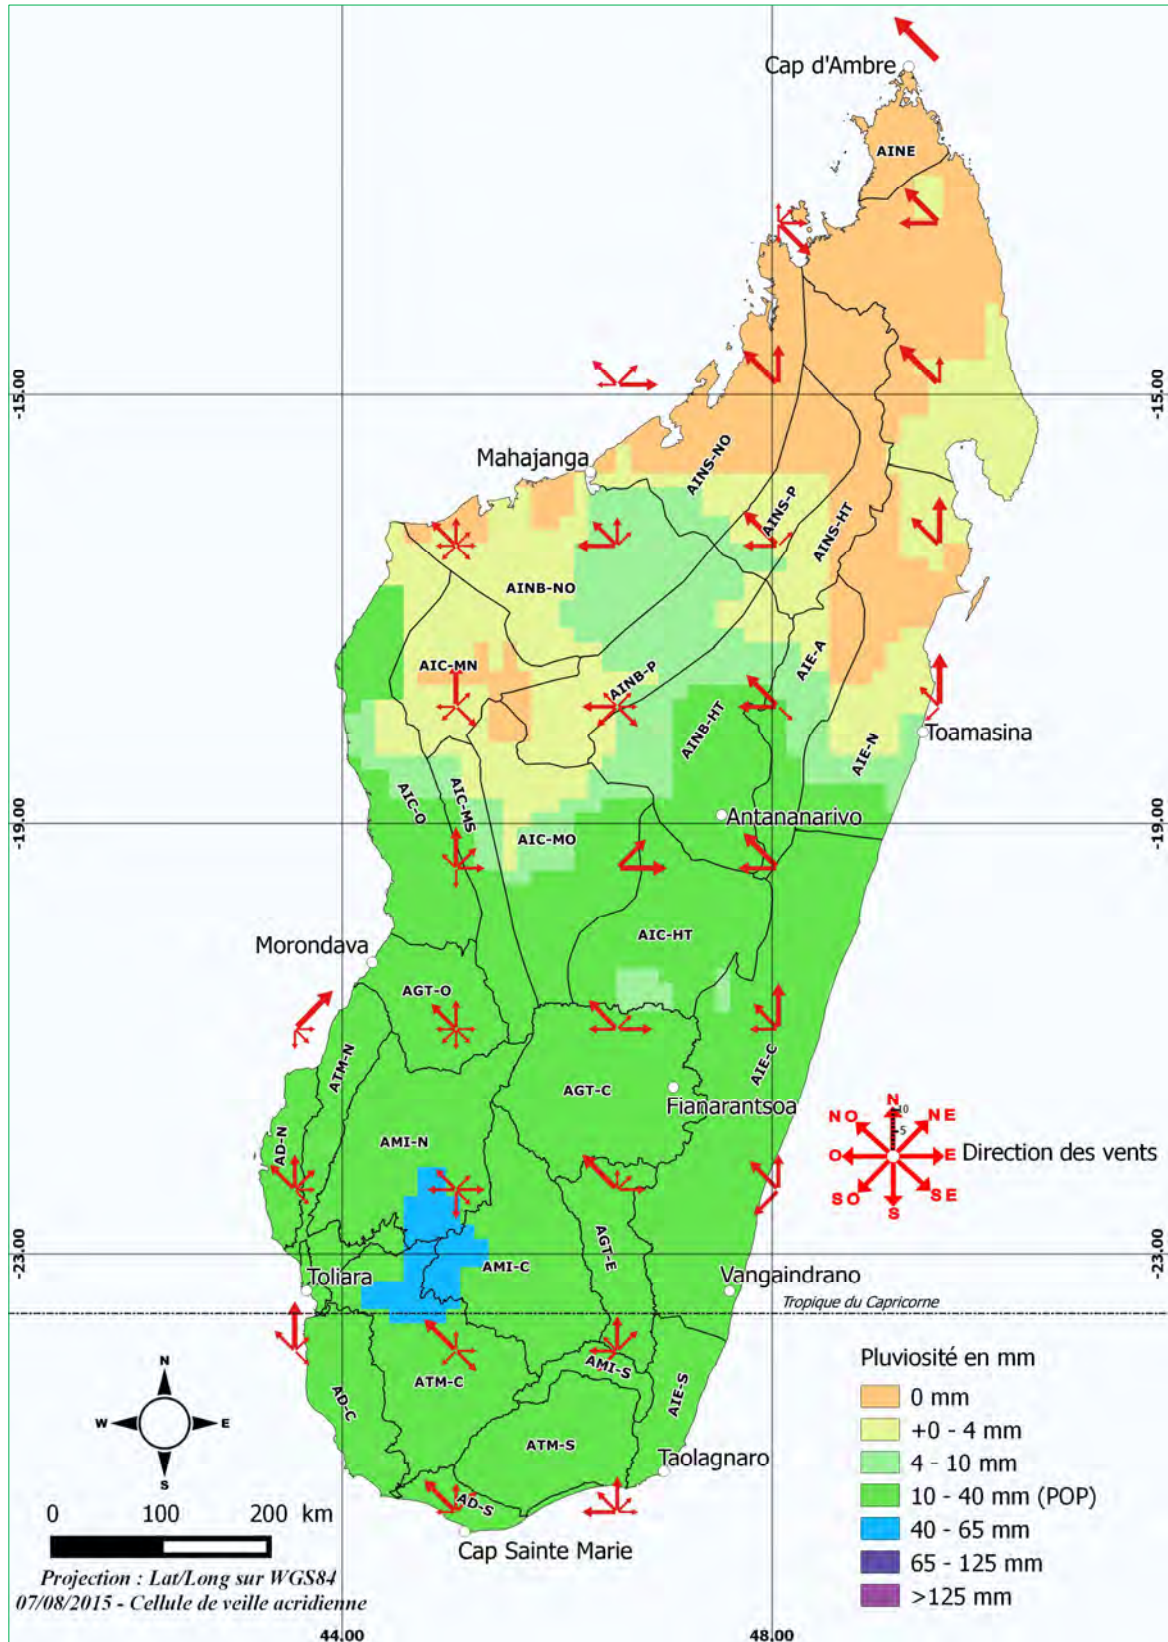 Cap d'Ambre
AINE
-15.00
-15.00
Mahajanga
AINS-NO
AINS-P
AINS-HT
AINB-NO
AIE-A
AIC-MN
AINB-P
AINB-HT
AIE-N
Toamasina
AIC-O
AIC-MS
AIC-MO
Antananarivo
-19.00
-19.00
Morondava
AIC-HT
AGT-O
ATM-N
AIE-C
AGT-C
Fianarantsoa
AD-N
AMI-N
N
NO
NE
10
5
O
E
Direction des vents
SO
SE
S
AGT-E
-23.00
-23.00
Toliara
AMI-C
Vangaindrano
Tropique du Capricorne
AMI-S
AD-C
ATM-C
AIE-S
ATM-S
Taolagnaro
AD-S
Cap Sainte Marie
N
W
E
S
0 100 200 km
Projection : Lat/Long sur WGS84
07/08/2015 - Cellule de veille acridienne
Pluviosité en mm
0 mm
+0 - 4 mm
4 - 10 mm
10 - 40 mm (POP)
40 - 65 mm
65 - 125 mm
>125 mm
44.00
48.00